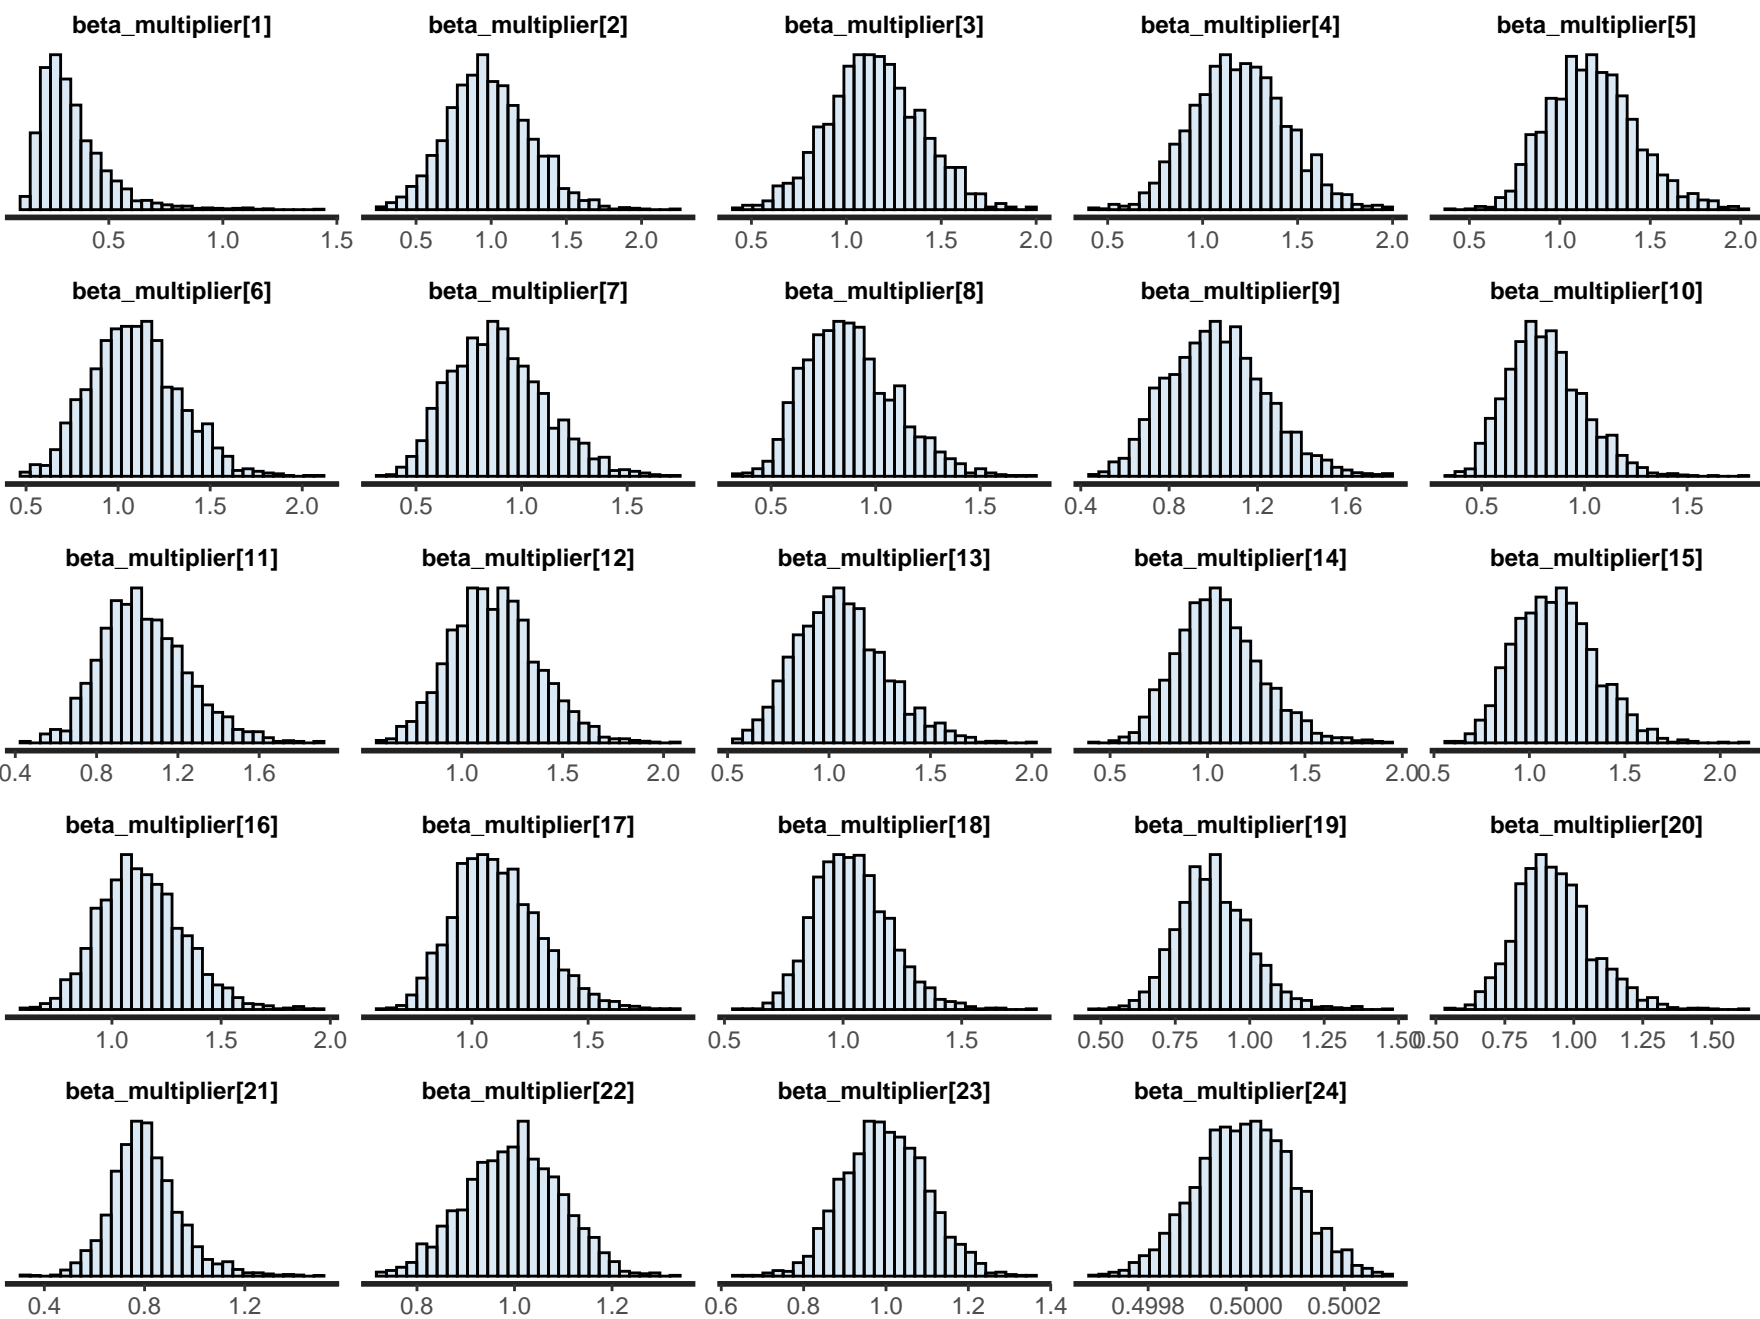 beta_multiplier[1] beta_multiplier[2] beta_multiplier[3] beta_multiplier[4] beta_multiplier[5]
0.5 1.0 1.5 0.5 1.0 1.5 2.0 0.5 1.0 1.5 2.0 0.5 1.0 1.5 2.0 0.5 1.0 1.5 2.0
beta_multiplier[6] beta_multiplier[7] beta_multiplier[8] beta_multiplier[9] beta_multiplier[10]
0.5 1.0 1.5 2.0 0.5 1.0 1.5 0.5 1.0 1.5 0.4 0.8 1.2 1.6 0.5 1.0 1.5
beta_multiplier[11] beta_multiplier[12] beta_multiplier[13] beta_multiplier[14] beta_multiplier[15]
0.4 0.8 1.2 1.6 1.0 1.5 2.0 0.5 1.0 1.5 2.0 0.5 1.0 1.5 2.0 0.5 1.0 1.5 2.0
beta_multiplier[16] beta_multiplier[17] beta_multiplier[18] beta_multiplier[19] beta_multiplier[20]
1.0 1.5 2.0 1.0 1.5 0.5 1.0 1.5 0.50 0.75 1.00 1.25 1.50 0.50 0.75 1.00 1.25 1.50
beta_multiplier[21] beta_multiplier[22] beta_multiplier[23] beta_multiplier[24]
0.4 0.8 1.2 0.8 1.0 1.2 0.6 0.8 1.0 1.2 1.4 0.4998 0.5000 0.5002